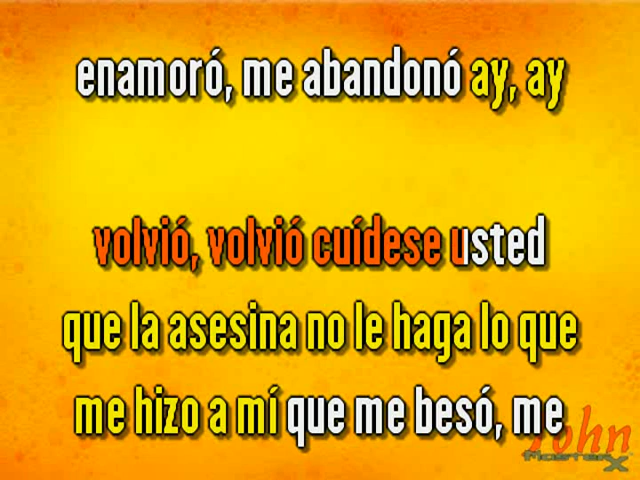 enamoró, me abandonó ay, ay
volvió, volvió cuídese usted
que la asesina no le haga lo que
me hizo a mí que me besó, me
John